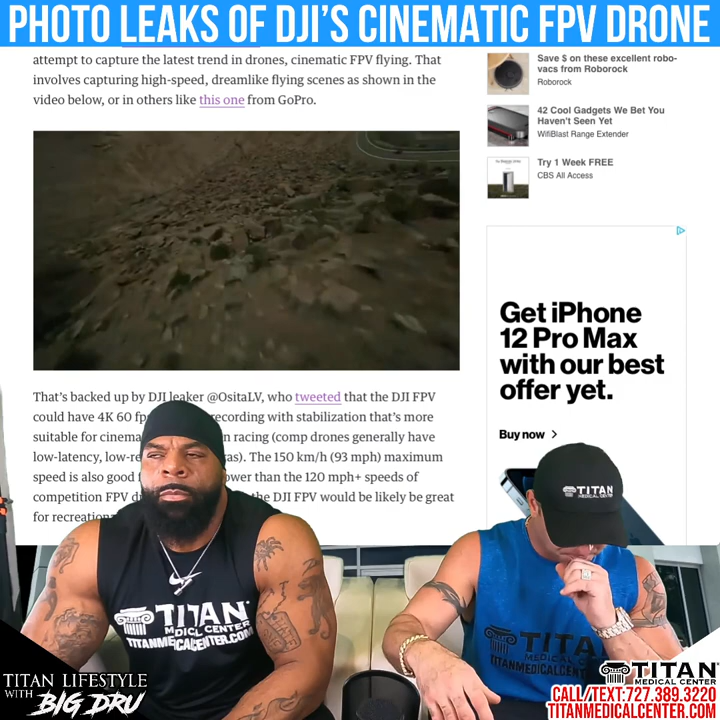 PHOTO LEAKS OF DJI'S CINEMATIC FPV DRONE
attempt to capture the latest trend in drones, cinematic FPV flying. That
involves capturing high-speed, dreamlike flying scenes as shown in the
video below, or in others like this one from GoPro.
Save $ on these excellent robo-
vacs from Roborock
Roborock
42 Cool Gadgets We Bet You
Haven't Seen Yet
WifiBlast Range Extender
Try 1 Week FREE
CBS All Access
Get iPhone
12 Pro Max
with our best
offer yet.
Buy now >
That's backed up by DJI leaker @OsitaLV, who tweeted that the DJI FPV
could have 4K 60 recording with stabilization that's more
suitable for racing (comp drones generally have
low-latency, The 150 km/h (93 mph) maximum
speed is also good than the 120 mph+ speeds of
competition FPV the DJI FPV would be likely be great
for
TITAN
MEDICAL CENTER
TITAN
MEDICAL CENTER
TITANMEDICALCENTER.COM
TITAN
MEDICAL
TITANMEDICALCEN
TITAN LIFESTYLE
WITH BIG DRU
TITAN
MEDICAL CENTER
CALL/TEXT:727.389.3220
TITANMEDICALCENTER.COM